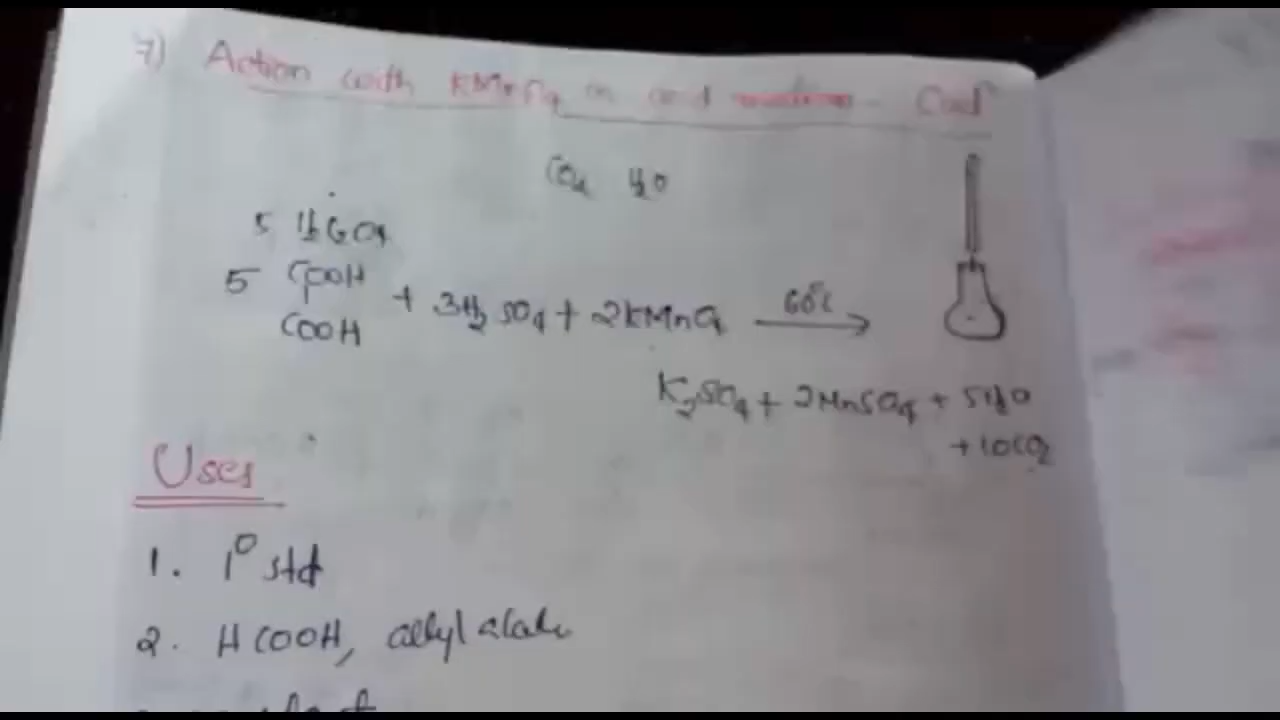 7) Action with KMnO4 in acid
CO2 H2O
5 H2C2O4
5 COOH
COOH + 3H2SO4 + 2KMnO4 60°C
K2SO4 + 2MnSO4 + 5H2O
+ 10CO2
Uses
1. 1° std
2. HCOOH, allyl